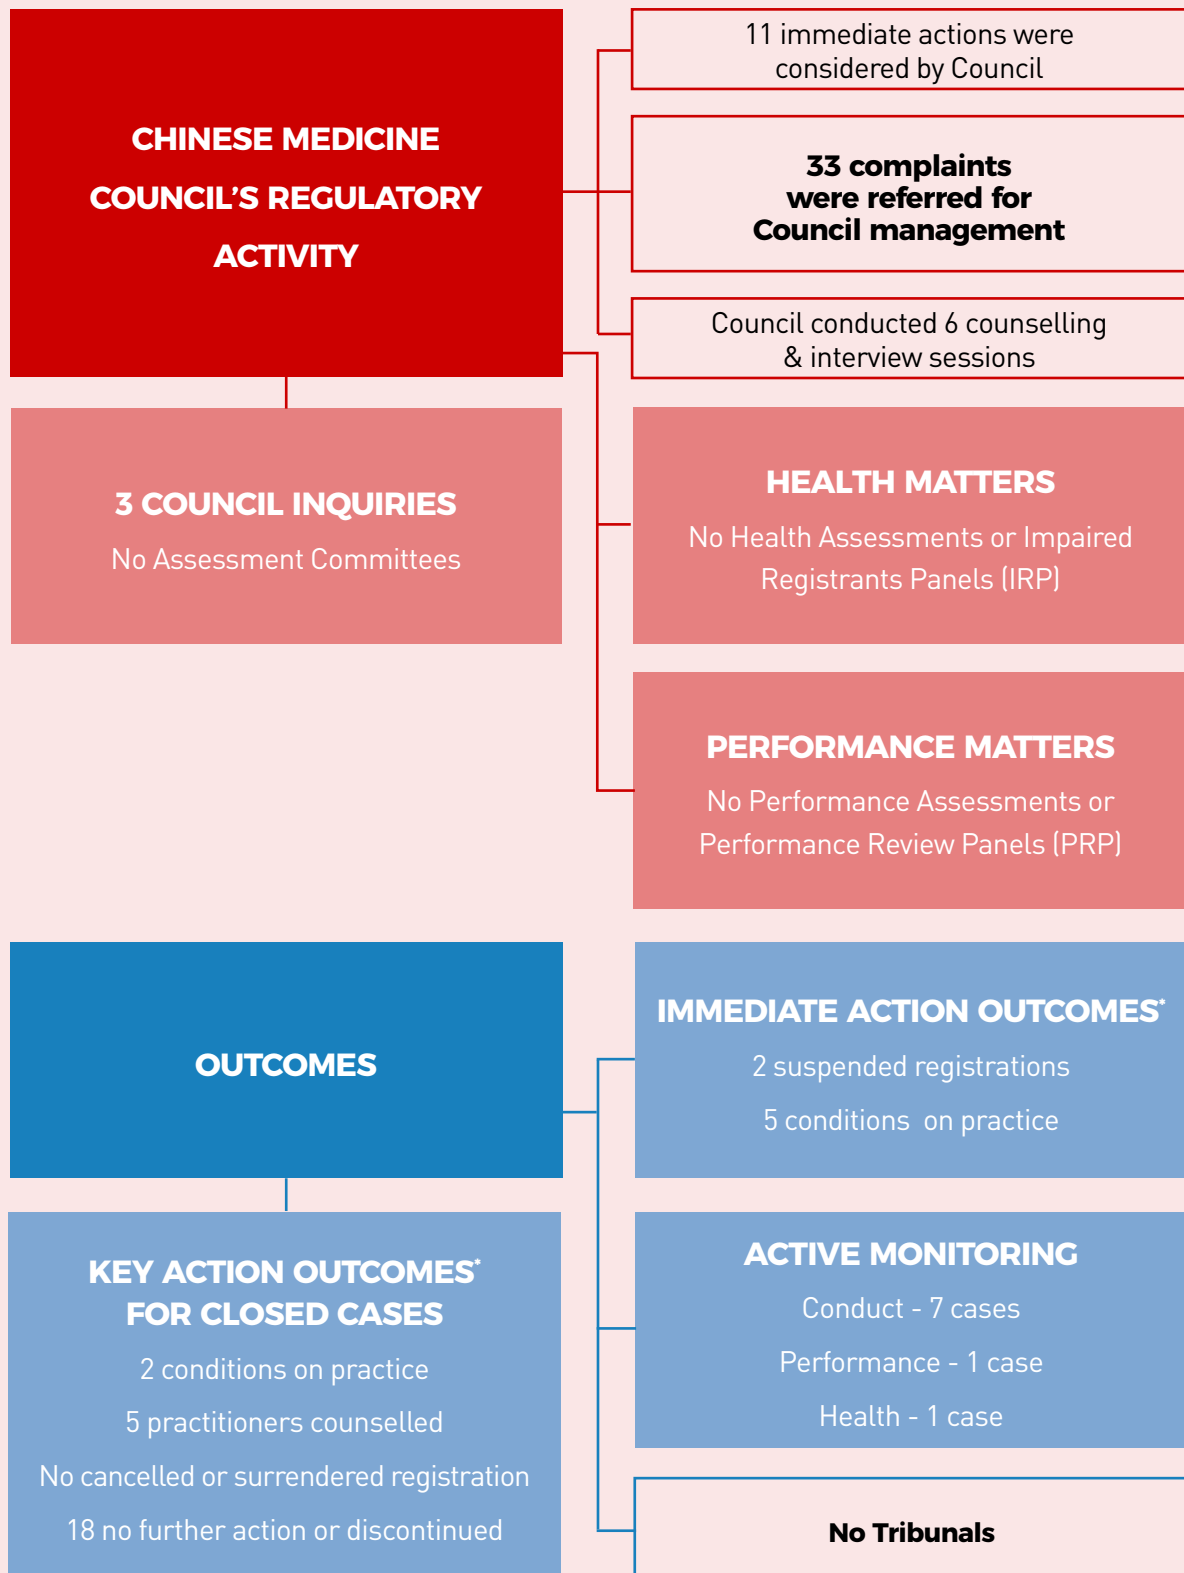 CHINESE MEDICINE
COUNCIL'S REGULATORY
ACTIVITY
11 immediate actions were
considered by Council
33 complaints
were referred for
Council management
Council conducted 6 counselling
& interview sessions
3 COUNCIL INQUIRIES
No Assessment Committees
HEALTH MATTERS
No Health Assessments or Impaired
Registrants Panels (IRP)
PERFORMANCE MATTERS
No Performance Assessments or
Performance Review Panels (PRP)
OUTCOMES
IMMEDIATE ACTION OUTCOMES*
2 suspended registrations
5 conditions  on practice
KEY ACTION OUTCOMES*
FOR CLOSED CASES
2 conditions on practice
5 practitioners counselled
No cancelled or surrendered registration
18 no further action or discontinued
ACTIVE MONITORING
Conduct - 7 cases
Performance - 1 case
Health - 1 case
No Tribunals